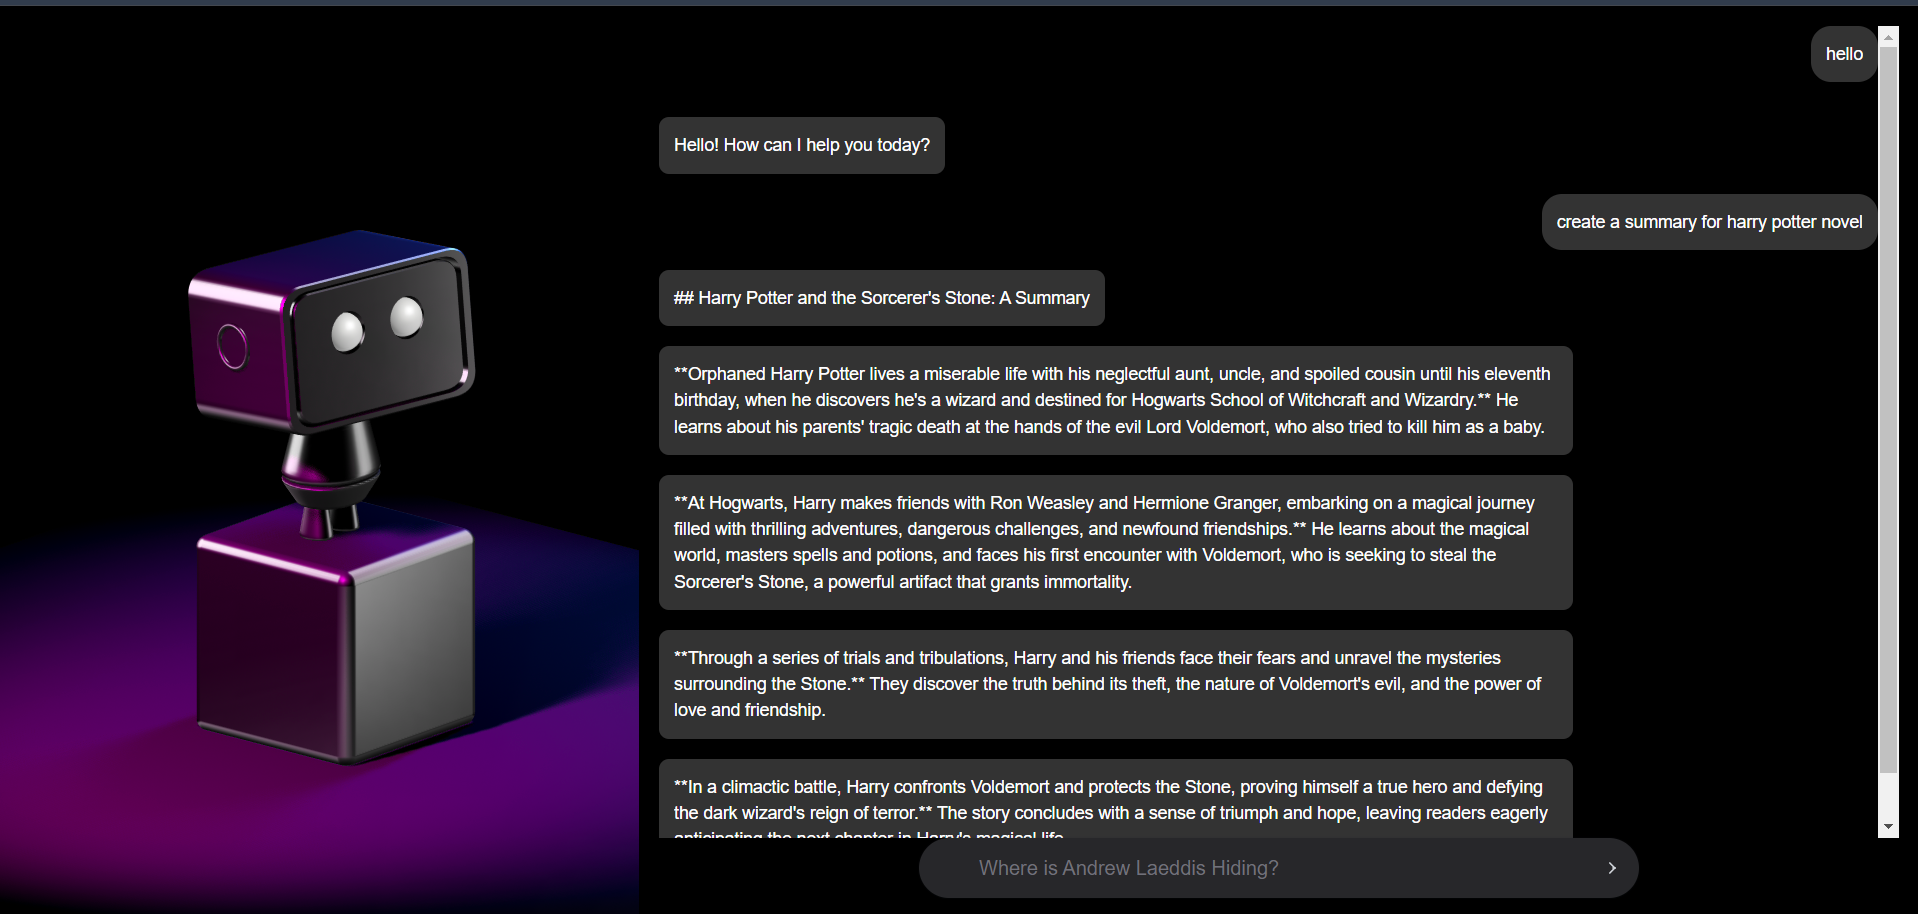 hello
Hello! How can I help you today?
create a summary for harry potter novel
## Harry Potter and the Sorcerer's Stone: A Summary
**Orphaned Harry Potter lives a miserable life with his neglectful aunt, uncle, and spoiled cousin until his eleventh
birthday, when he discovers he's a wizard and destined for Hogwarts School of Witchcraft and Wizardry.** He
learns about his parents' tragic death at the hands of the evil Lord Voldemort, who also tried to kill him as a baby.
**At Hogwarts, Harry makes friends with Ron Weasley and Hermione Granger, embarking on a magical journey
filled with thrilling adventures, dangerous challenges, and newfound friendships.** He learns about the magical
world, masters spells and potions, and faces his first encounter with Voldemort, who is seeking to steal the
Sorcerer's Stone, a powerful artifact that grants immortality.
**Through a series of trials and tribulations, Harry and his friends face their fears and unravel the mysteries
surrounding the Stone.** They discover the truth behind its theft, the nature of Voldemort's evil, and the power of
love and friendship.
**In a climactic battle, Harry confronts Voldemort and protects the Stone, proving himself a true hero and defying
the dark wizard's reign of terror.** The story concludes with a sense of triumph and hope, leaving readers eagerly
anticipating the next chapter in Harry's magical life
Where is Andrew Laeddis Hiding?